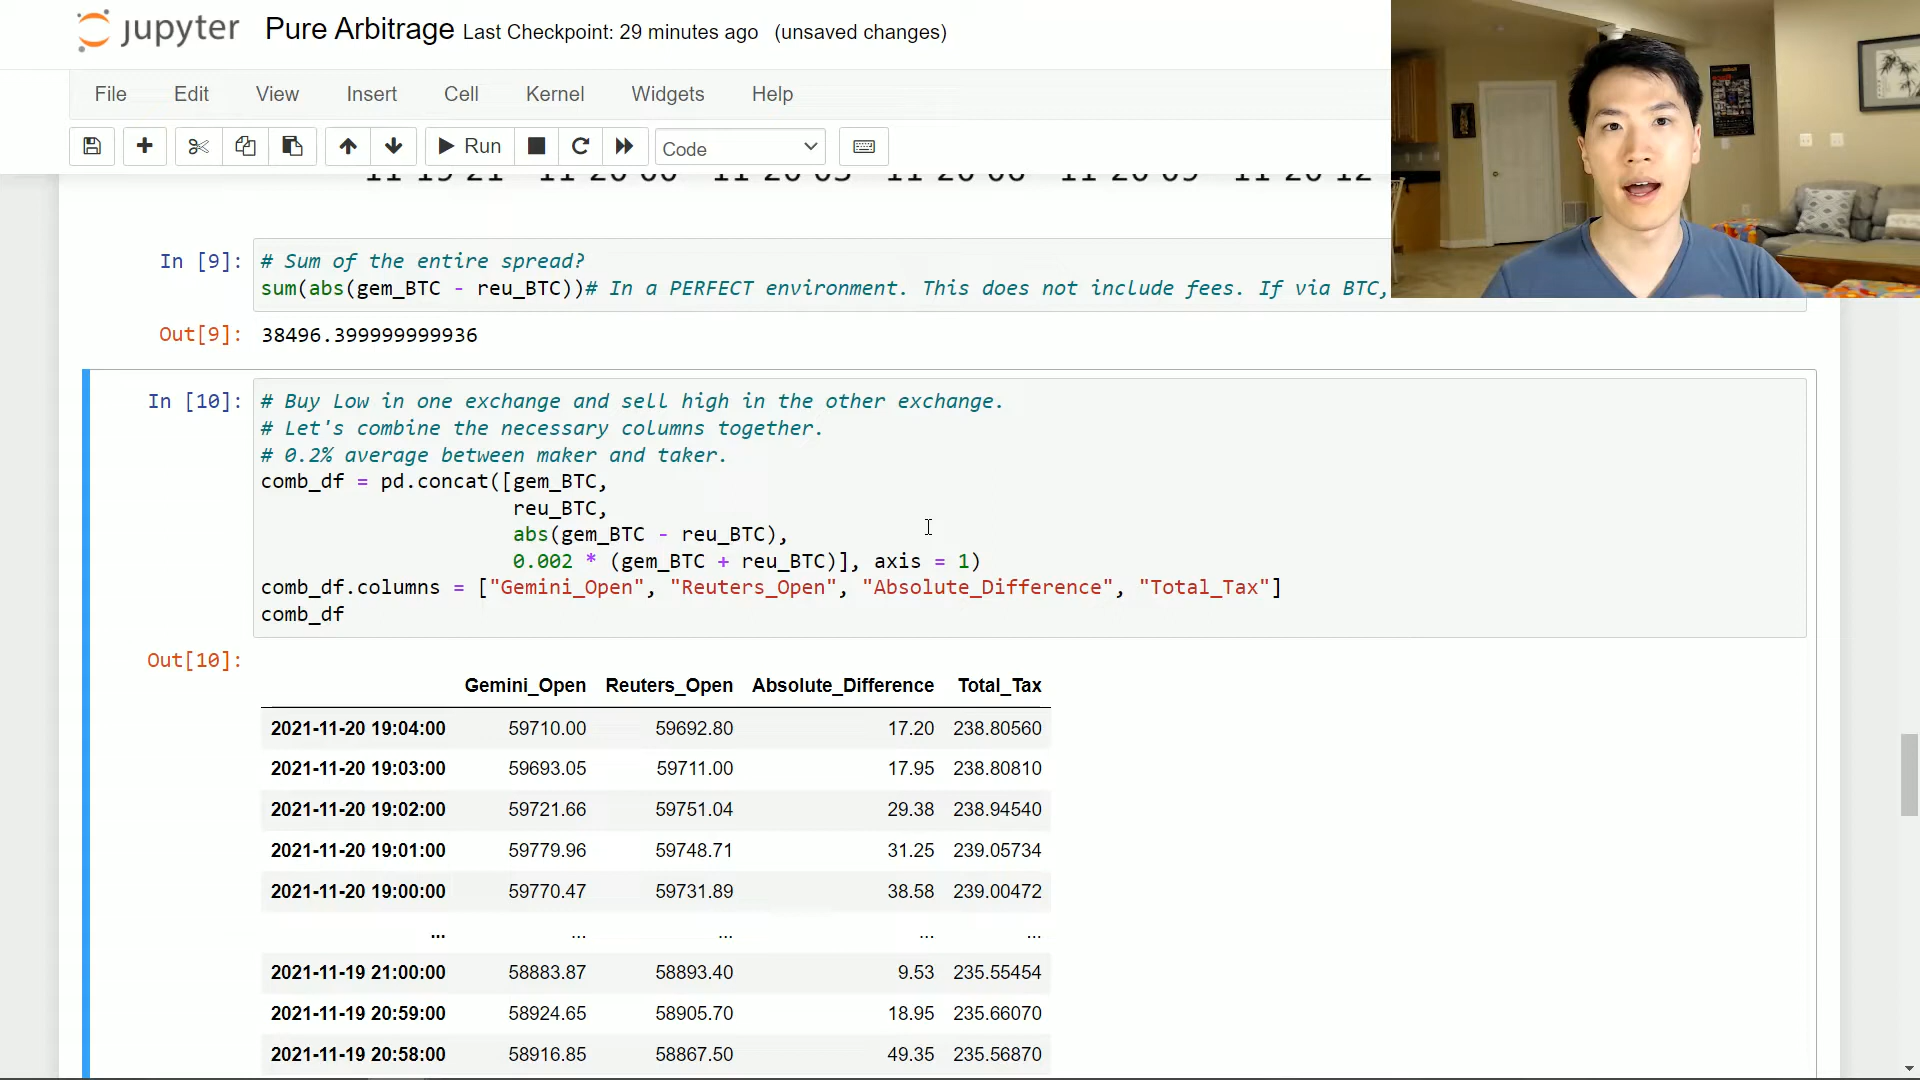 jupyter Pure Arbitrage Last Checkpoint: 29 minutes ago (unsaved changes)
File Edit View Insert Cell Kernel Widgets Help
Run Code
In [9]: # Sum of the entire spread?
sum(abs(gem_BTC - reu_BTC))# In a PERFECT environment. This does not include fees. If via BTC,
Out[9]: 38496.399999999936
In [10]: # Buy Low in one exchange and sell high in the other exchange.
# Let's combine the necessary columns together.
# 0.2% average between maker and taker.
comb_df = pd.concat([gem_BTC,
reu_BTC,
abs(gem_BTC - reu_BTC),
0.002 * (gem_BTC + reu_BTC)], axis = 1)
comb_df.columns = ["Gemini_Open", "Reuters_Open", "Absolute_Difference", "Total_Tax"]
comb_df
Out[10]:
Gemini_Open Reuters_Open Absolute_Difference Total_Tax
2021-11-20 19:04:00 59710.00 59692.80 17.20 238.80560
2021-11-20 19:03:00 59693.05 59711.00 17.95 238.80810
2021-11-20 19:02:00 59721.66 59751.04 29.38 238.94540
2021-11-20 19:01:00 59779.96 59748.71 31.25 239.05734
2021-11-20 19:00:00 59770.47 59731.89 38.58 239.00472
... ... ... ... ...
2021-11-19 21:00:00 58883.87 58893.40 9.53 235.55454
2021-11-19 20:59:00 58924.65 58905.70 18.95 235.66070
2021-11-19 20:58:00 58916.85 58867.50 49.35 235.56870